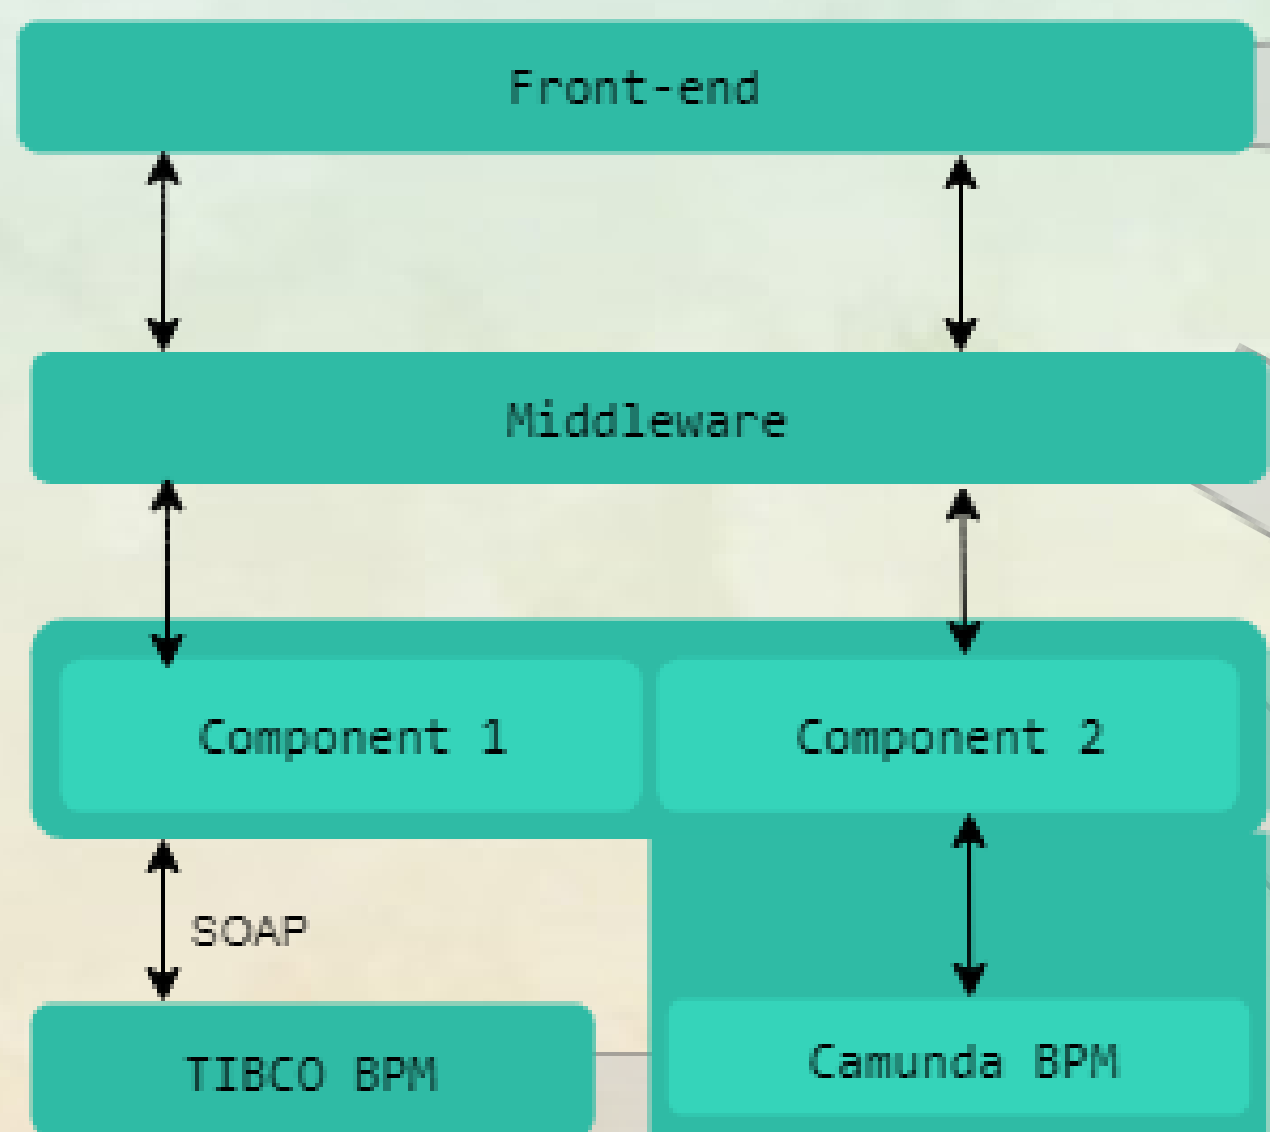 Front-end
Middleware
Component 1
Component 2
SOAP
TIBCO BPM
Camunda BPM